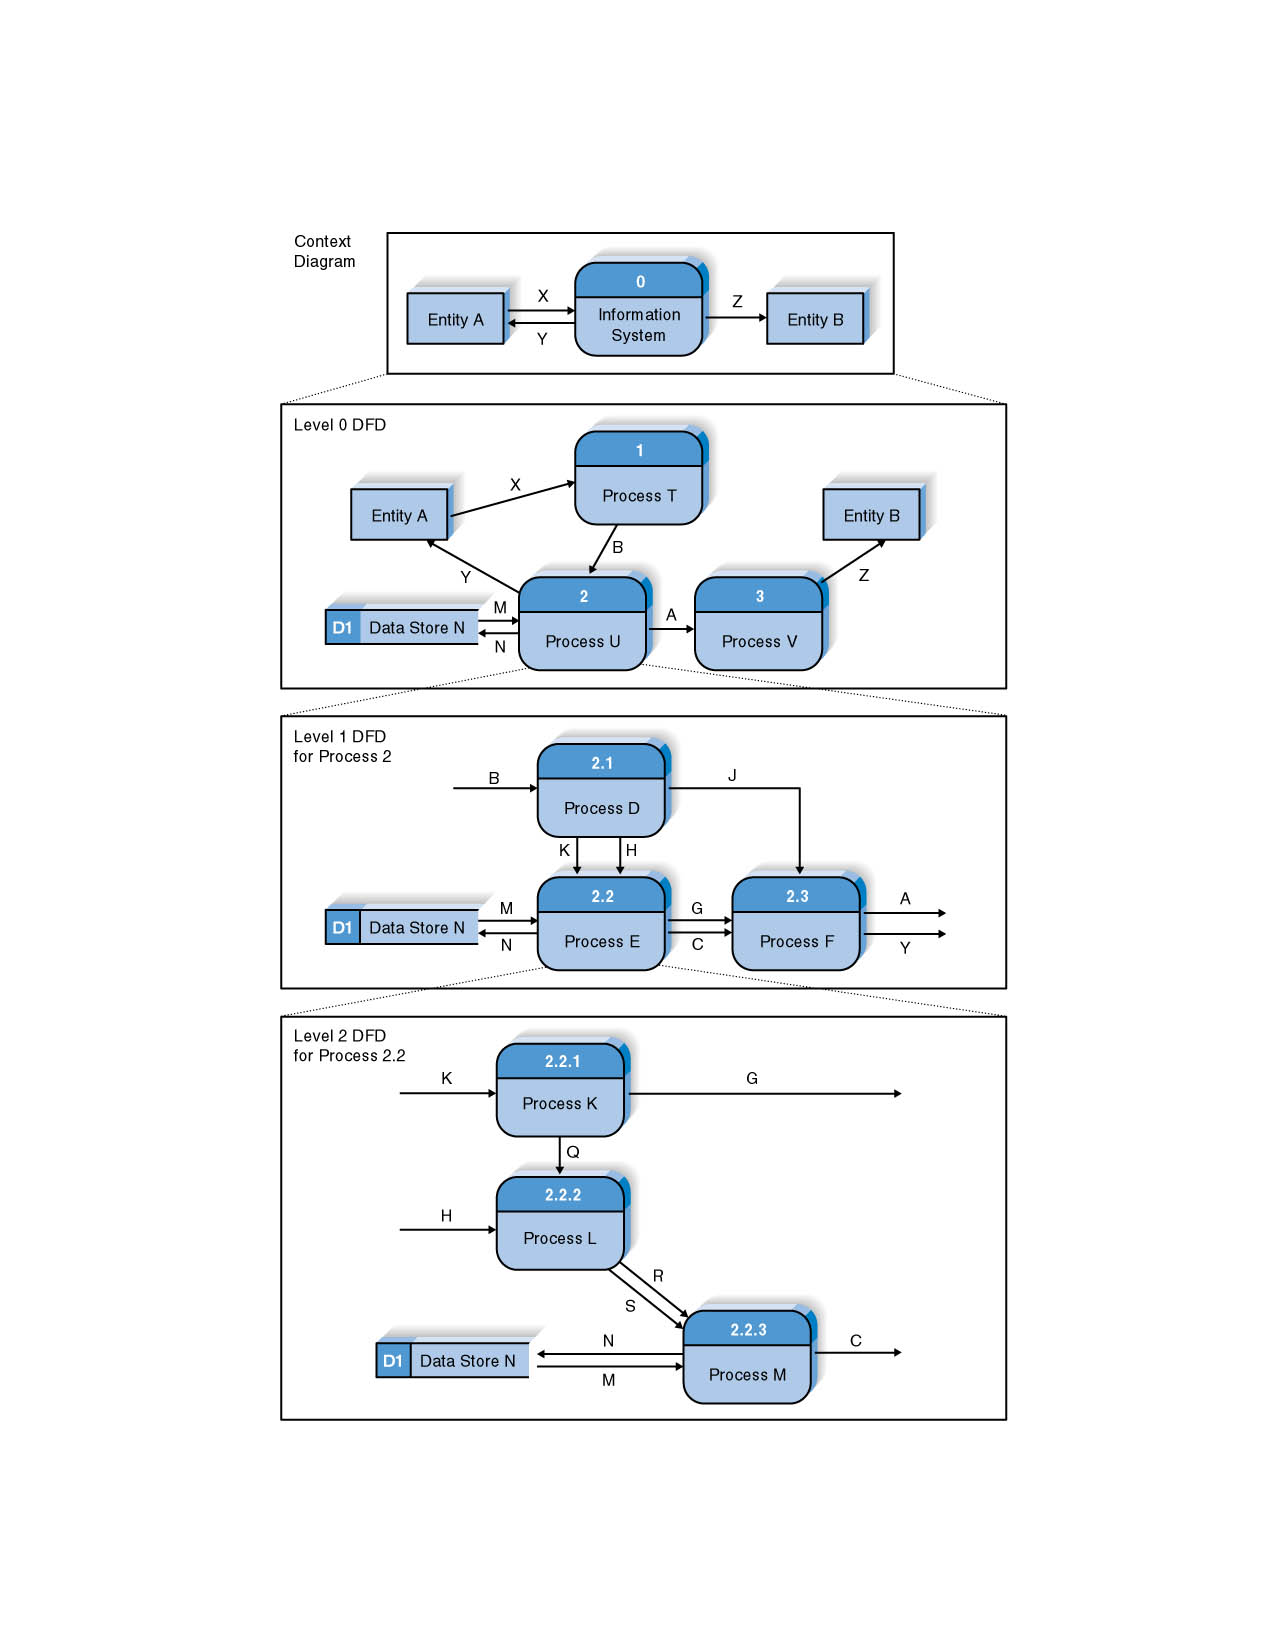 Context
Diagram
0
X
Z
Entity A
Information
System
Entity B
Y
Level 0 DFD
1
X
Process T
Entity A
Entity B
B
Y
Z
2
3
M
A
D1 Data Store N
Process U
Process V
N
Level 1 DFD
for Process 2
2.1
B
J
Process D
K
H
2.2
2.3
M
G
A
D1 Data Store N
Process E
Process F
N
C
Y
Level 2 DFD
for Process 2.2
2.2.1
K
G
Process K
Q
2.2.2
H
Process L
R
S
2.2.3
N
C
D1 Data Store N
Process M
M